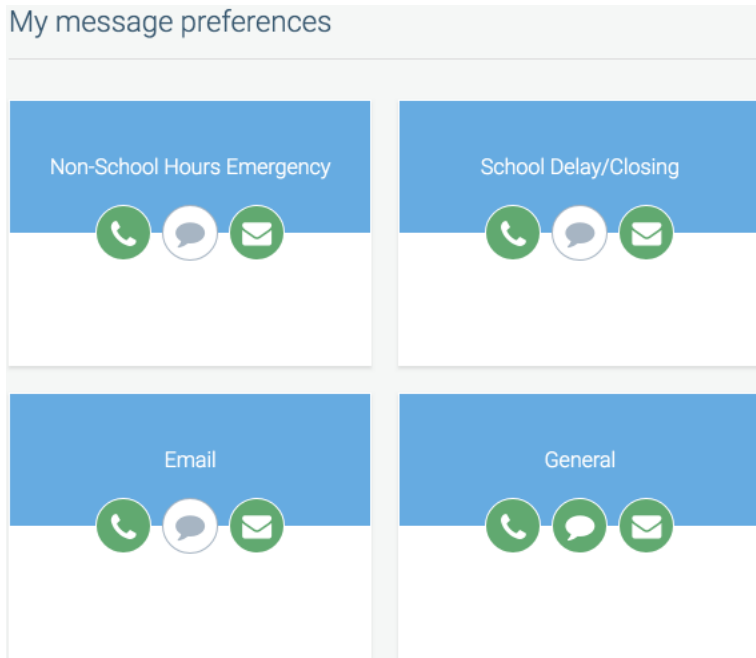 My message preferences
Non-School Hours Emergency
School Delay/Closing
Email
General